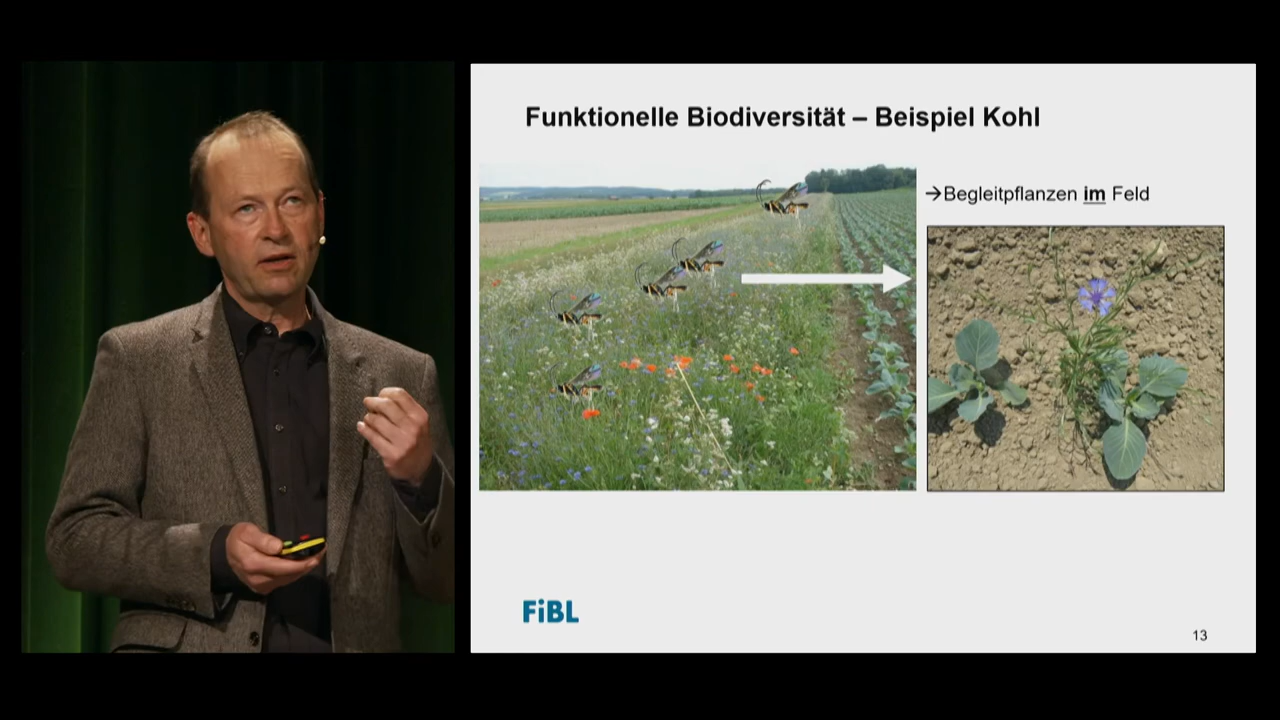 Funktionelle Biodiversität – Beispiel Kohl
→Begleitpflanzen im Feld
FiBL
13